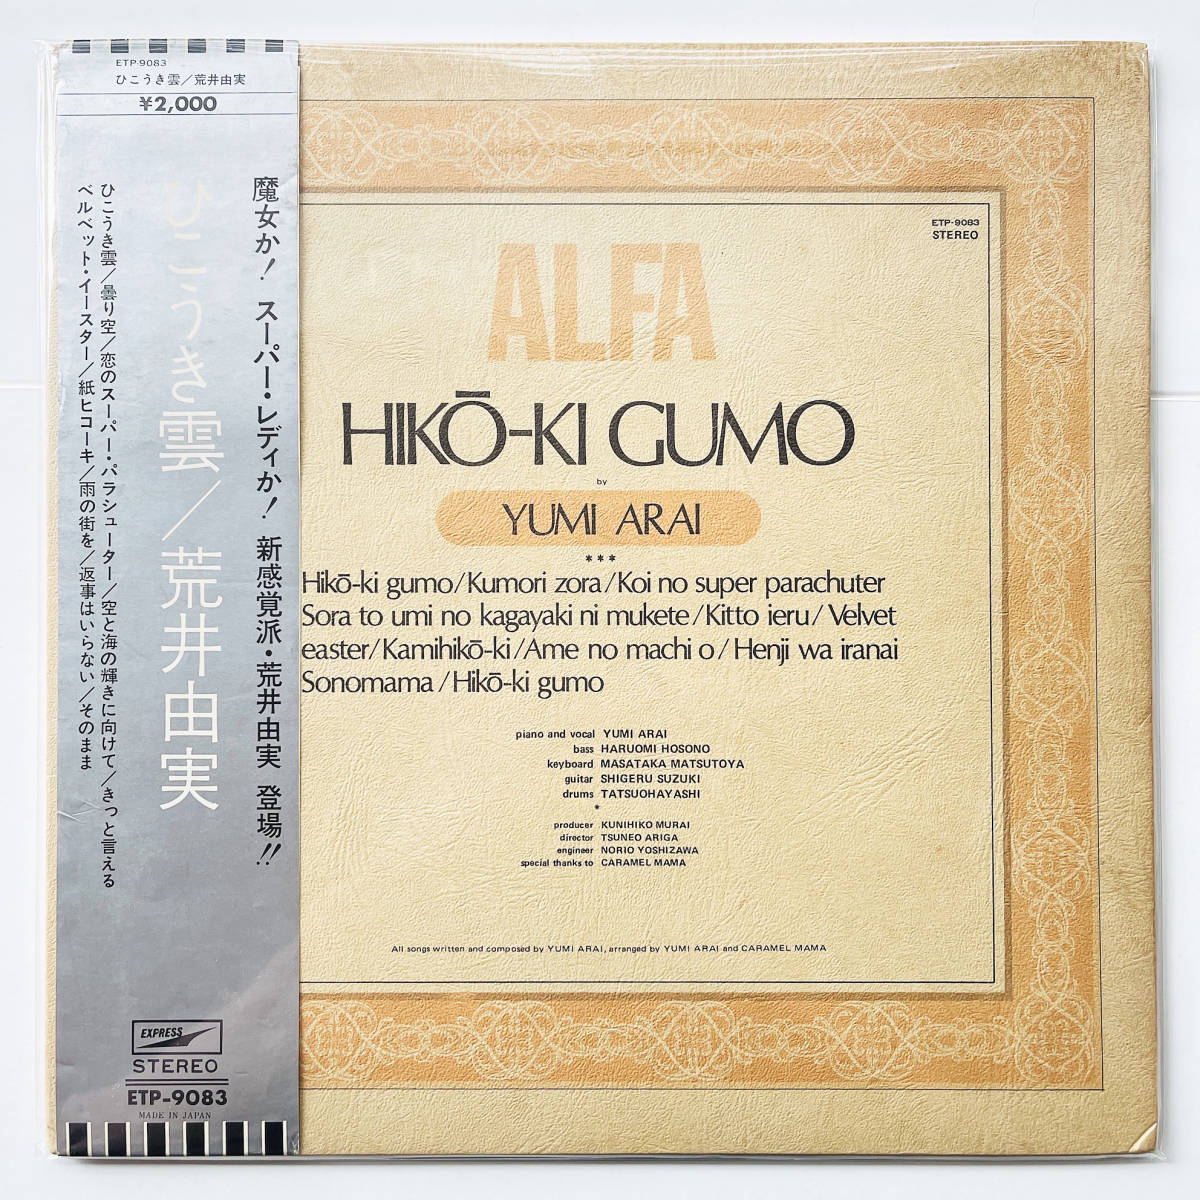 ETP-9083
ひこうき雲/荒井由実
¥2,000
魔女か! スーパー・レディか! 新感覚派・荒井由実 登場!!
ひこうき雲/荒井由実
ひこうき雲/曇り空/恋のスーパー・パラシューター/空と海の輝きに向けて/きっと言える
ベルベット・イースター/紙ヒコーキ/雨の街を/返事はいらない/そのまま
EXPRESS
STEREO
ETP-9083
MADE IN JAPAN
ETP-9083
STEREO
ALFA
HIKŌ-KI GUMO
by
YUMI ARAI
***
Hikō-ki gumo/Kumori zora/Koi no super parachuter
Sora to umi no kagayaki ni mukete/Kitto ieru/Velvet
easter/Kamihikō-ki/Ame no machi o/Henji wa iranai
Sonomama/Hikō-ki gumo
piano and vocal YUMI ARAI
bass HARUOMI HOSONO
keyboard MASATAKA MATSUTOYA
guitar SHIGERU SUZUKI
drums TATSUOHAYASHI
*
producer KUNIHIKO MURAI
director TSUNEO ARIGA
engineer NORIO YOSHIZAWA
special thanks to CARAMEL MAMA
All songs written and composed by YUMI ARAI, arranged by YUMI ARAI and CARAMEL MAMA